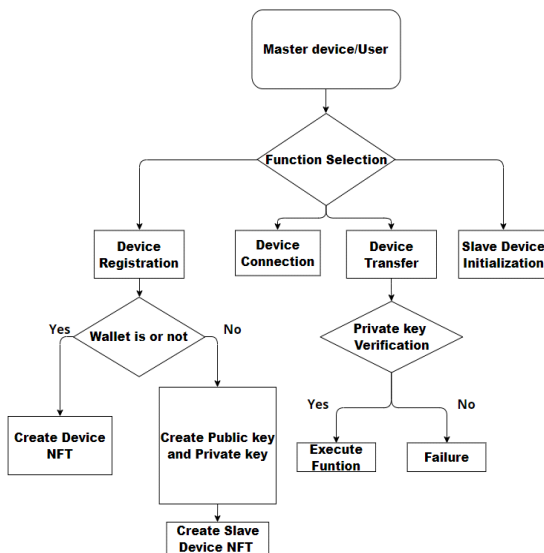 Master device/User
Function Selection
Device
Registration
Device
Connection
Device
Transfer
Slave Device
Initialization
Yes
Wallet is or not
No
Private key
Verification
Yes
No
Create Device
NFT
Create Public key
and Private key
Execute
Funtion
Failure
Create Slave
Device NFT